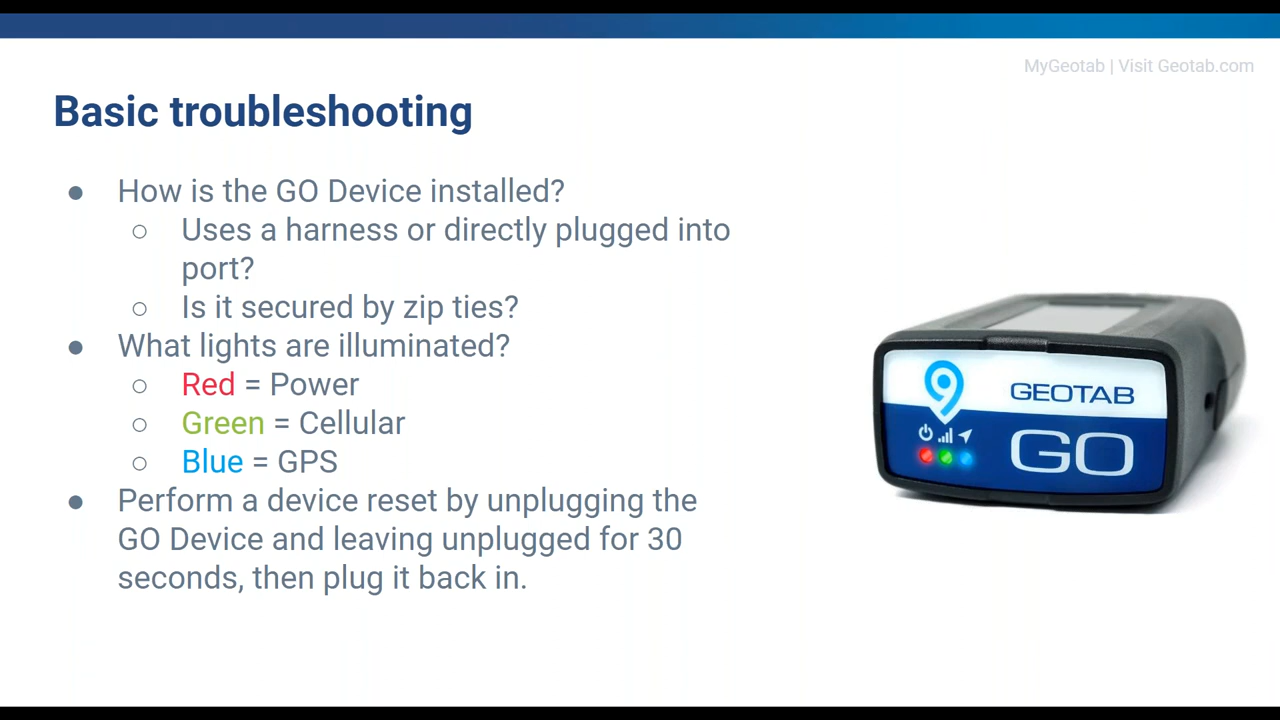 MyGeotab | Visit Geotab.com
Basic troubleshooting
● How is the GO Device installed?
○ Uses a harness or directly plugged into
port?
○ Is it secured by zip ties?
● What lights are illuminated?
○ Red = Power
○ Green = Cellular
○ Blue = GPS
● Perform a device reset by unplugging the
GO Device and leaving unplugged for 30
seconds, then plug it back in.
9
GEOTAB
GO